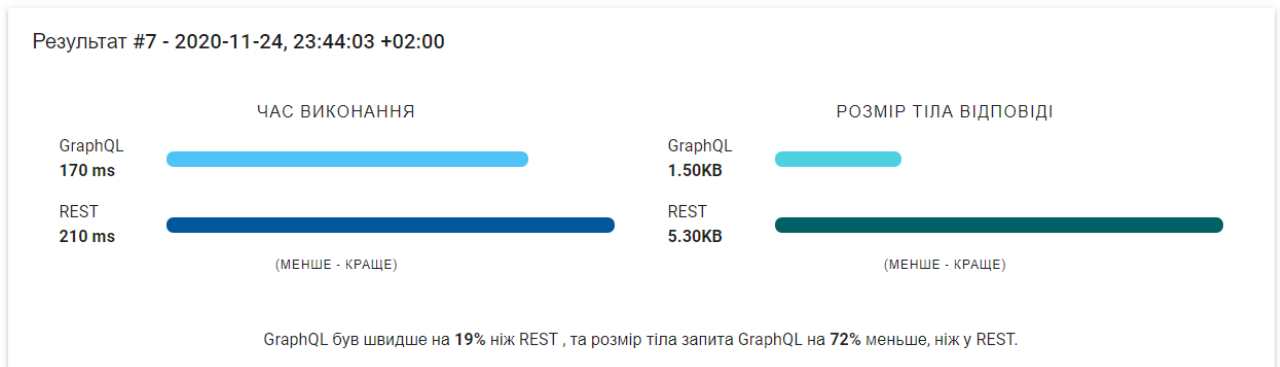 Результат #7 - 2020-11-24, 23:44:03 +02:00
ЧАС ВИКОНАННЯ
GraphQL
170 ms
REST
210 ms
(МЕНШЕ - КРАЩЕ)
РОЗМІР ТІЛА ВІДПОВІДІ
GraphQL
1.50KB
REST
5.30KB
(МЕНШЕ - КРАЩЕ)
GraphQL був швидше на 19% ніж REST , та розмір тіла запита GraphQL на 72% меньше, ніж у REST.